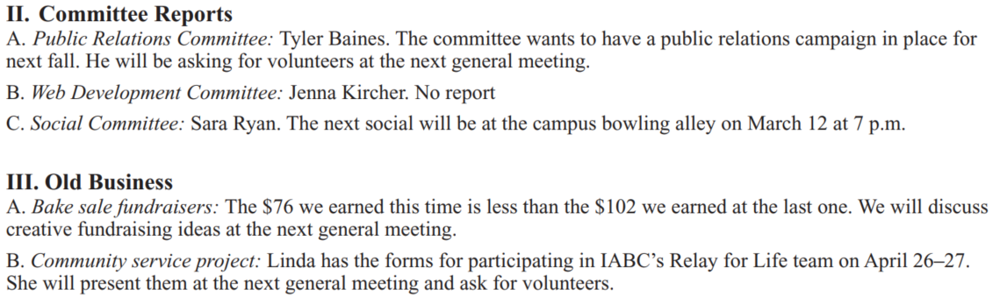 II. Committee Reports
A. Public Relations Committee: Tyler Baines. The committee wants to have a public relations campaign in place for
next fall. He will be asking for volunteers at the next general meeting.
B. Web Development Committee: Jenna Kircher. No report
C. Social Committee: Sara Ryan. The next social will be at the campus bowling alley on March 12 at 7 p.m.
III. Old Business
A. Bake sale fundraisers: The $76 we earned this time is less than the $102 we earned at the last one. We will discuss
creative fundraising ideas at the next general meeting.
B. Community service project: Linda has the forms for participating in IABC’s Relay for Life team on April 26–27.
She will present them at the next general meeting and ask for volunteers.